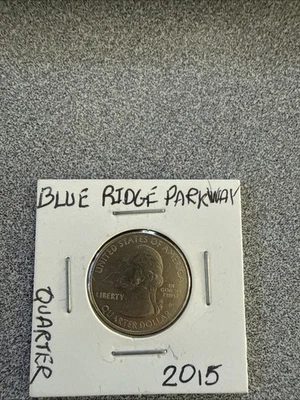 BLUE RIDGE PARKWAY
UNITED STATES OF AMERICA
LIBERTY
IN
GOD WE
TRUST
QUARTER DOLLAR
QUARTER
2015